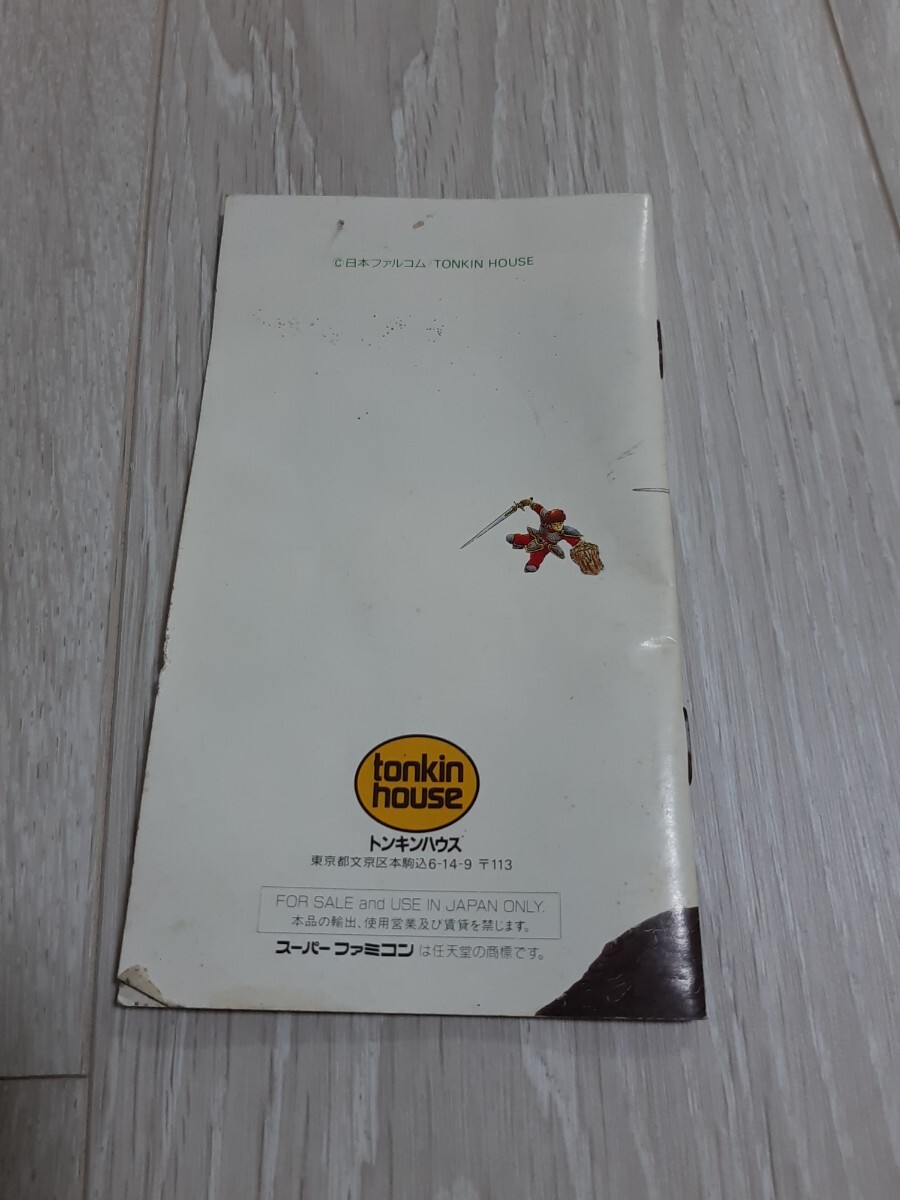 ©日本ファルコム/TONKIN HOUSE
tonkin
house
トンキンハウス
東京都文京区本駒込6-14-9 〒113
FOR SALE and USE IN JAPAN ONLY.
本品の輸出、使用営業及び賃貸を禁じます。
スーパーファミコンは任天堂の商標です。